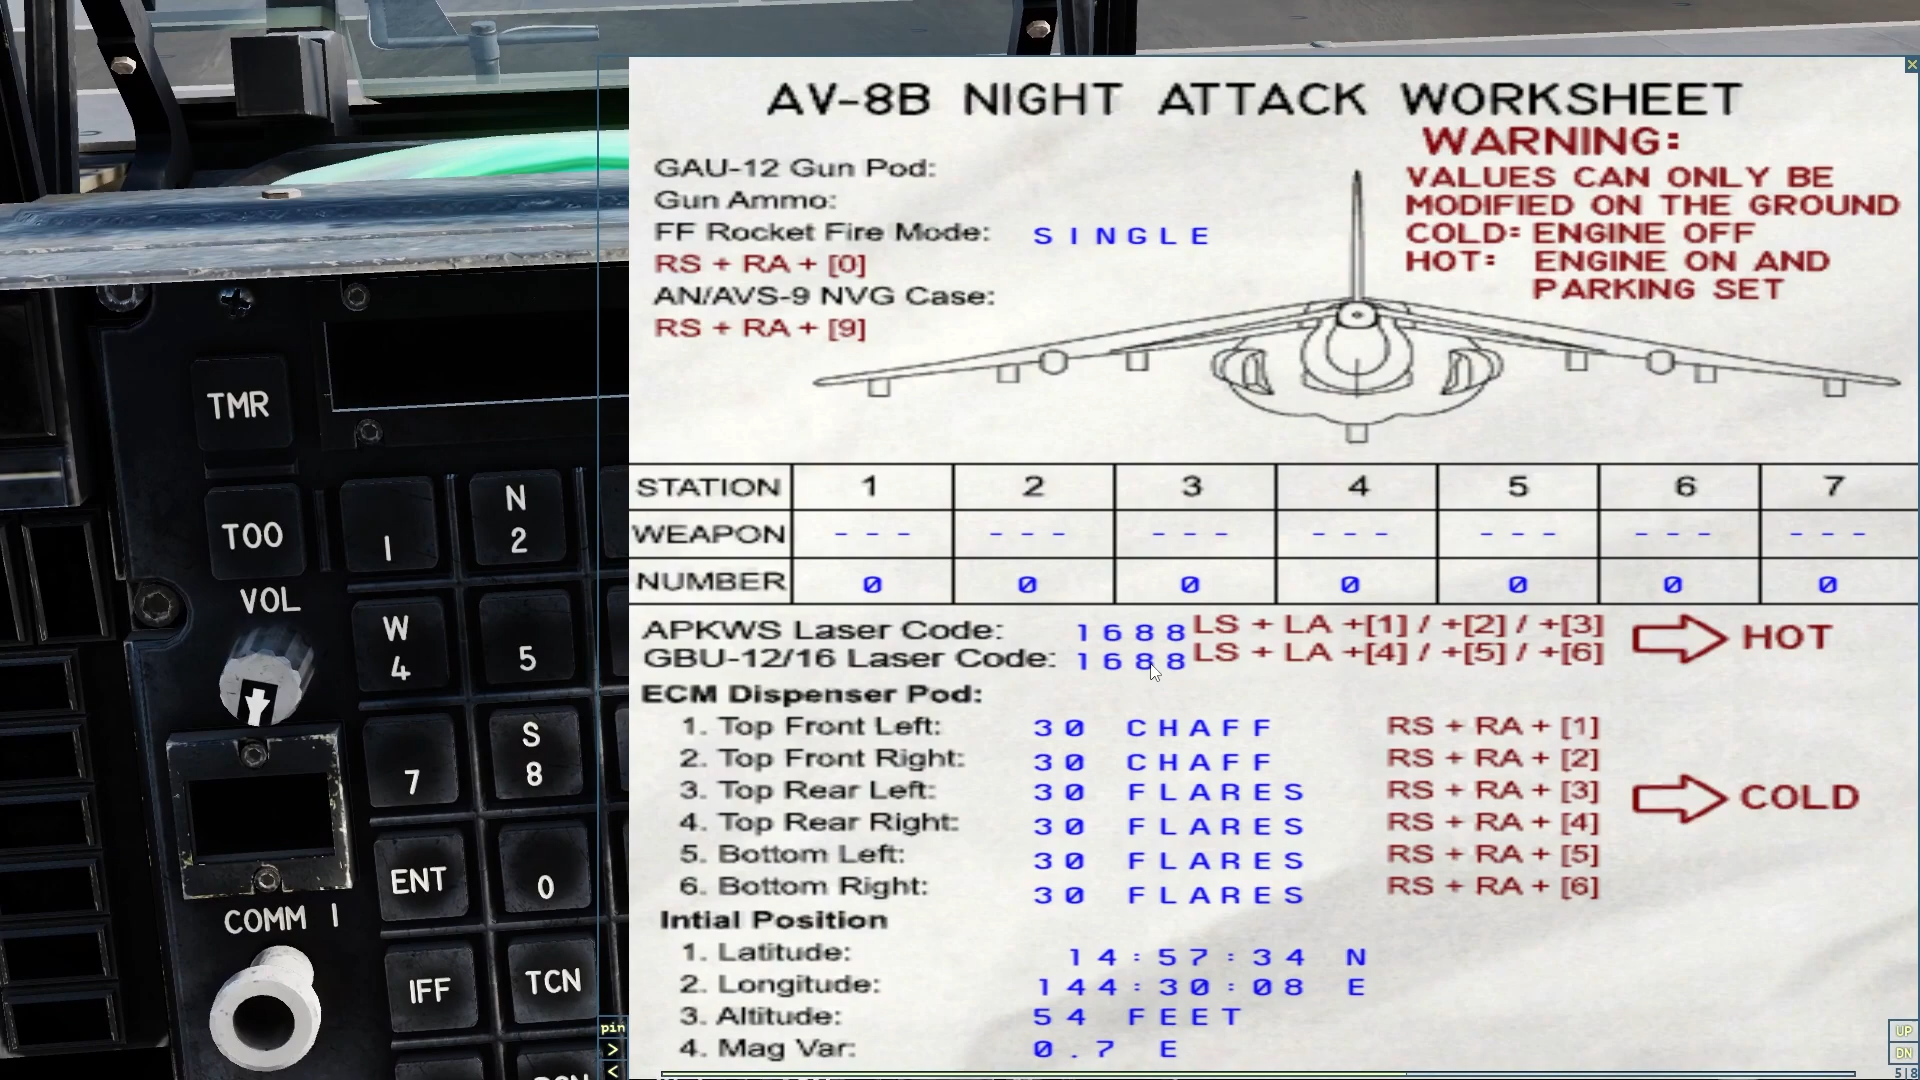 AV-8B NIGHT ATTACK WORKSHEET
WARNING:
VALUES CAN ONLY BE
MODIFIED ON THE GROUND
COLD: ENGINE OFF
HOT: ENGINE ON AND
PARKING SET
GAU-12 Gun Pod:
Gun Ammo:
FF Rocket Fire Mode: SINGLE
RS + RA + [0]
AN/AVS-9 NVG Case:
RS + RA + [9]
STATION 1 2 3 4 5 6 7
WEAPON --- --- --- --- --- --- ---
NUMBER 0 0 0 0 0 0 0
APKWS Laser Code: 1688 LS + LA +[1] / +[2] / +[3] HOT
GBU-12/16 Laser Code: 1688 LS + LA +[4] / +[5] / +[6]
ECM Dispenser Pod:
1. Top Front Left: 30 CHAFF RS + RA + [1]
2. Top Front Right: 30 CHAFF RS + RA + [2]
3. Top Rear Left: 30 FLARES RS + RA + [3] COLD
4. Top Rear Right: 30 FLARES RS + RA + [4]
5. Bottom Left: 30 FLARES RS + RA + [5]
6. Bottom Right: 30 FLARES RS + RA + [6]
Intial Position
1. Latitude: 14:57:34 N
2. Longitude: 144:30:08 E
3. Altitude: 54 FEET
4. Mag Var: 0.7 E
TMR
TOO
VOL
COMM 1
1
N
2
W
4
5
7
S
8
ENT
0
IFF
TCN
pin
>
<
x
UP
DN
5|8